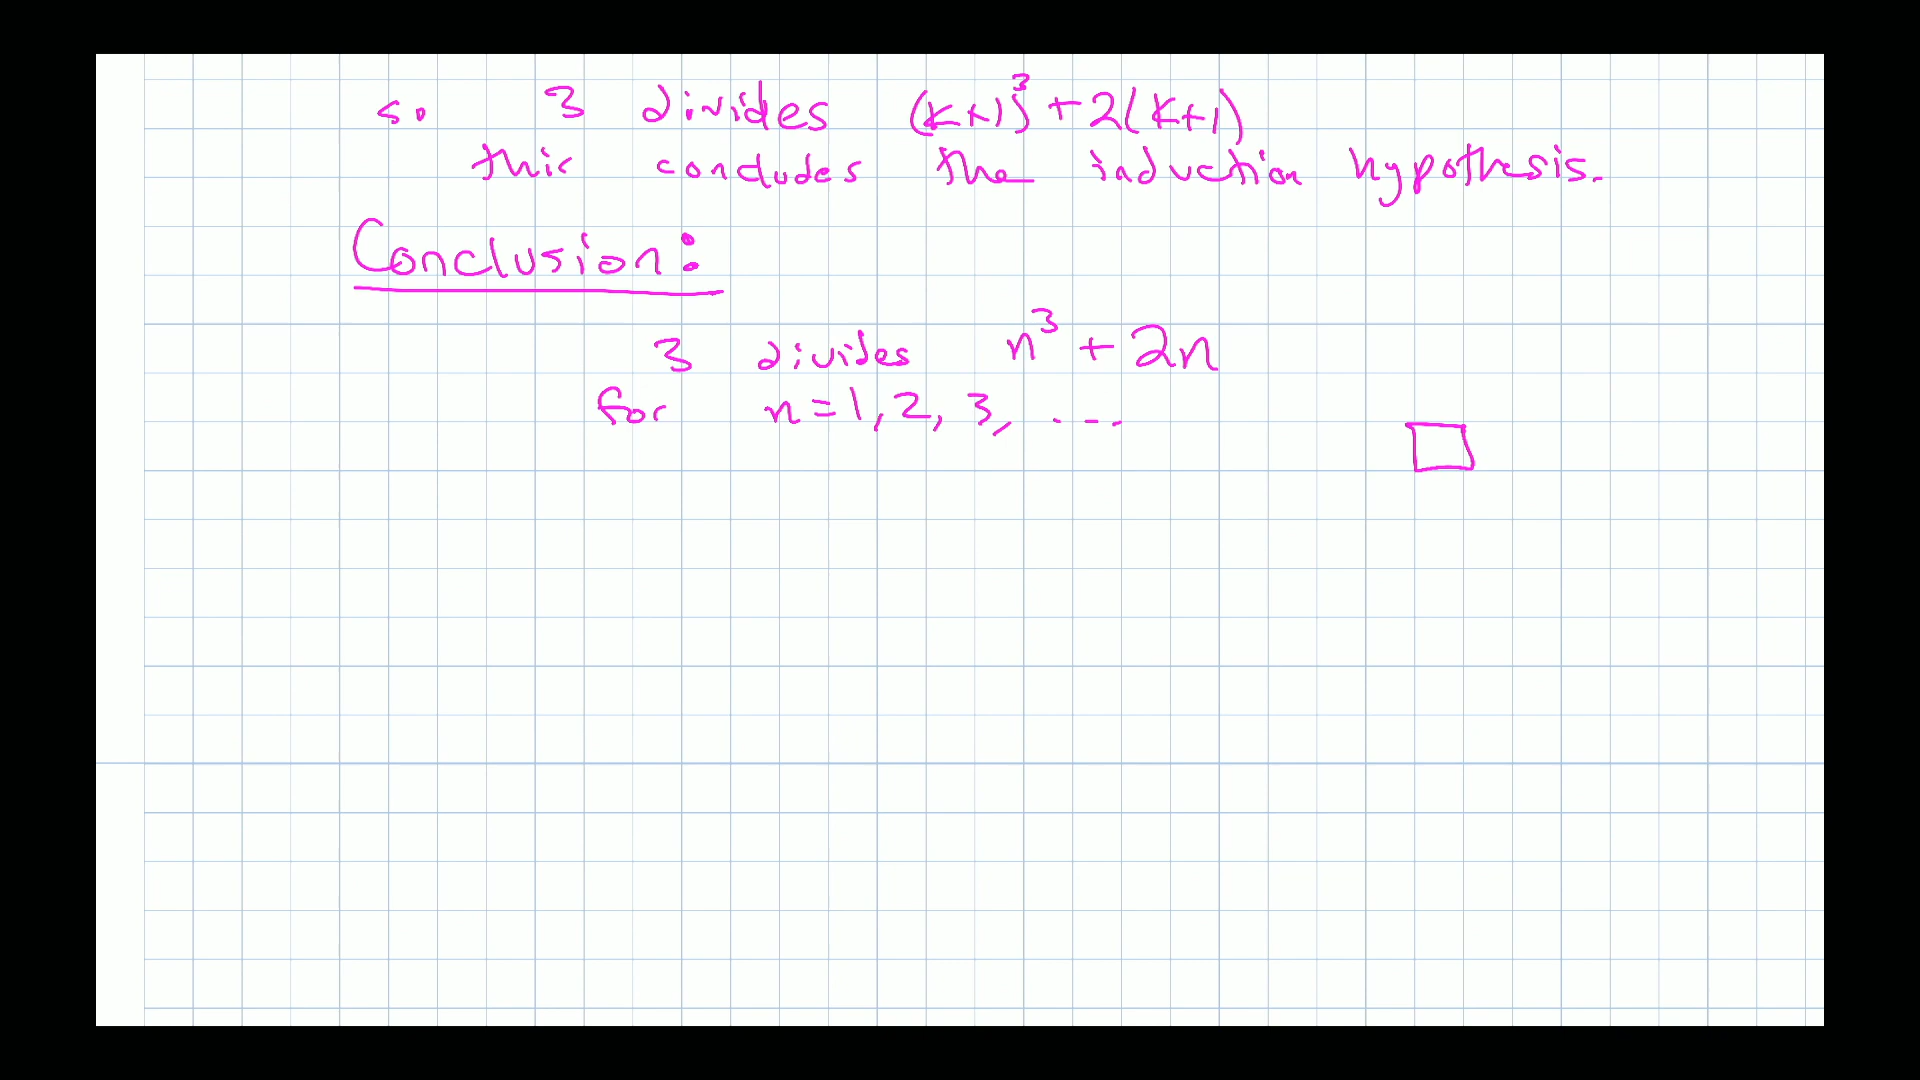 so 3 divides (k+1)³ + 2(k+1)
this concludes the induction hypothesis.
Conclusion:
3 divides n³ + 2n
for n = 1, 2, 3, ...